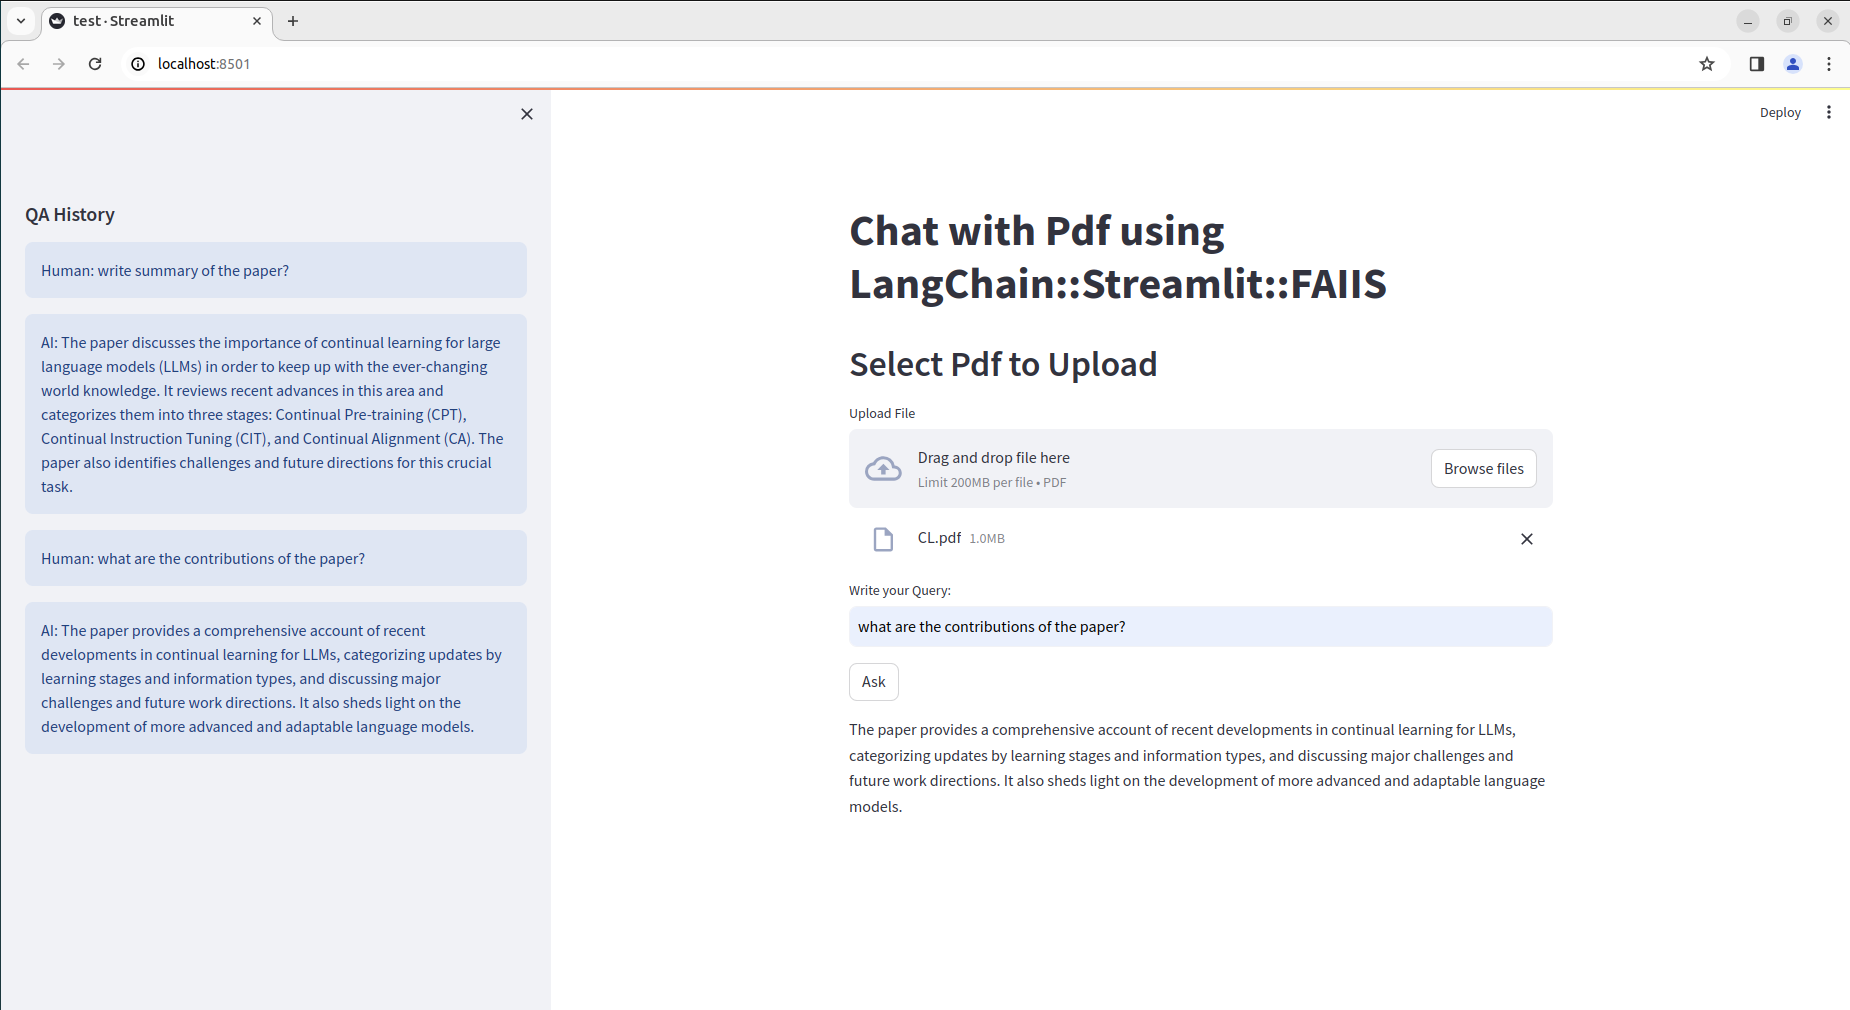 test · Streamlit
localhost:8501
Deploy
QA History
Human: write summary of the paper?
AI: The paper discusses the importance of continual learning for large
language models (LLMs) in order to keep up with the ever-changing
world knowledge. It reviews recent advances in this area and
categorizes them into three stages: Continual Pre-training (CPT),
Continual Instruction Tuning (CIT), and Continual Alignment (CA). The
paper also identifies challenges and future directions for this crucial
task.
Human: what are the contributions of the paper?
AI: The paper provides a comprehensive account of recent
developments in continual learning for LLMs, categorizing updates by
learning stages and information types, and discussing major
challenges and future work directions. It also sheds light on the
development of more advanced and adaptable language models.
Chat with Pdf using
LangChain::Streamlit::FAIIS
Select Pdf to Upload
Upload File
Drag and drop file here
Limit 200MB per file • PDF
Browse files
CL.pdf 1.0MB
Write your Query:
what are the contributions of the paper?
Ask
The paper provides a comprehensive account of recent developments in continual learning for LLMs,
categorizing updates by learning stages and information types, and discussing major challenges and
future work directions. It also sheds light on the development of more advanced and adaptable language
models.